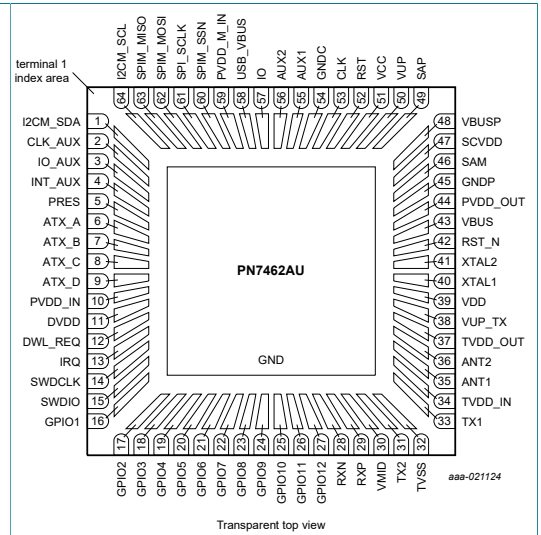 terminal 1
index area
64 I2CM_SCL
63 SPIM_MISO
62 SPIM_MOSI
61 SPI_SCLK
60 SPIM_SSN
59 PVDD_M_IN
58 USB_VBUS
57 IO
56 AUX2
55 AUX1
54 GNDC
53 CLK
52 RST
51 VCC
50 VUP
49 SAP
I2CM_SDA 1
CLK_AUX 2
IO_AUX 3
INT_AUX 4
PRES 5
ATX_A 6
ATX_B 7
ATX_C 8
ATX_D 9
PVDD_IN 10
DVDD 11
DWL_REQ 12
IRQ 13
SWDCLK 14
SWDIO 15
GPIO1 16
PN7462AU
GND
48 VBUSP
47 SCVDD
46 SAM
45 GNDP
44 PVDD_OUT
43 VBUS
42 RST_N
41 XTAL2
40 XTAL1
39 VDD
38 VUP_TX
37 TVDD_OUT
36 ANT2
35 ANT1
34 TVDD_IN
33 TX1
GPIO2 17
GPIO3 18
GPIO4 19
GPIO5 20
GPIO6 21
GPIO7 22
GPIO8 23
GPIO9 24
GPIO10 25
GPIO11 26
GPIO12 27
RXN 28
RXP 29
VMID 30
TX2 31
TVSS 32
aaa-021124
Transparent top view